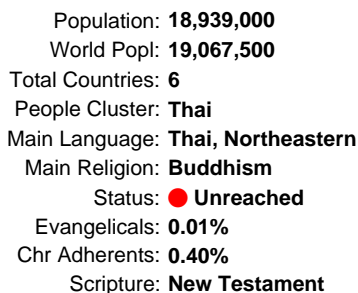 Population: 18,939,000
World Popl: 19,067,500
Total Countries: 6
People Cluster: Thai
Main Language: Thai, Northeastern
Main Religion: Buddhism
Status: Unreached
Evangelicals: 0.01%
Chr Adherents: 0.40%
Scripture: New Testament